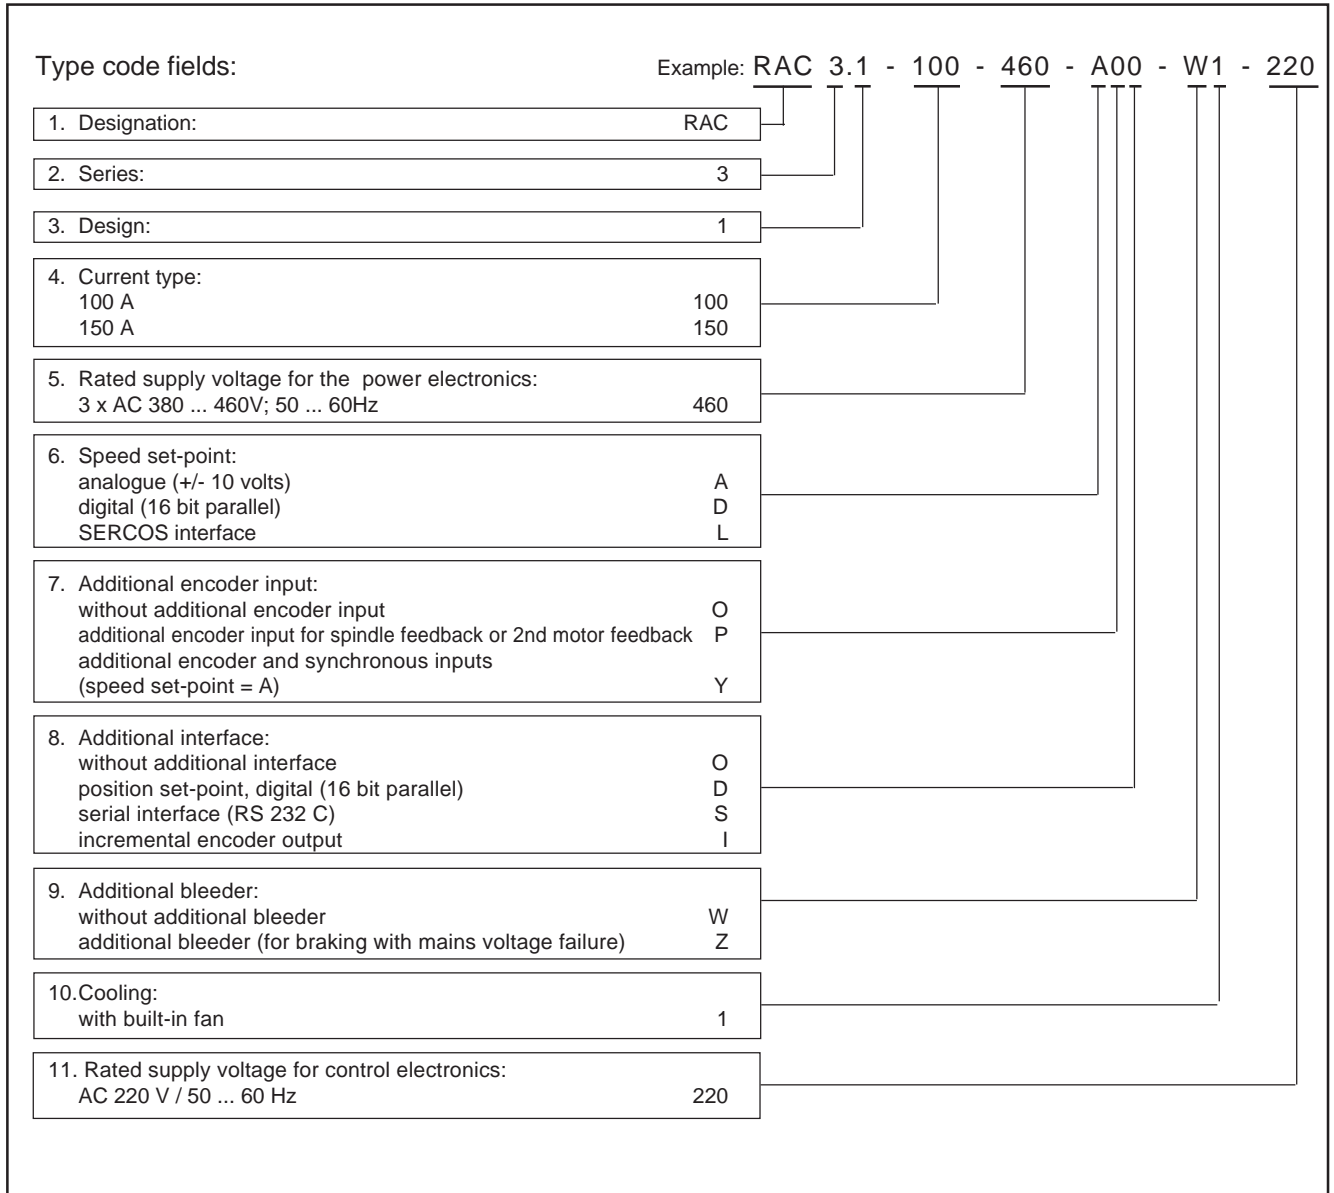 Type code fields: Example: RAC 3.1 - 100 - 460 - A00 - W1 - 220
1. Designation: RAC
2. Series: 3
3. Design: 1
4. Current type:
100 A 100
150 A 150
5. Rated supply voltage for the power electronics:
3 x AC 380 ... 460V; 50 ... 60Hz 460
6. Speed set-point:
analogue (+/- 10 volts) A
digital (16 bit parallel) D
SERCOS interface L
7. Additional encoder input:
without additional encoder input O
additional encoder input for spindle feedback or 2nd motor feedback P
additional encoder and synchronous inputs
(speed set-point = A) Y
8. Additional interface:
without additional interface O
position set-point, digital (16 bit parallel) D
serial interface (RS 232 C) S
incremental encoder output I
9. Additional bleeder:
without additional bleeder W
additional bleeder (for braking with mains voltage failure) Z
10.Cooling:
with built-in fan 1
11. Rated supply voltage for control electronics:
AC 220 V / 50 ... 60 Hz 220